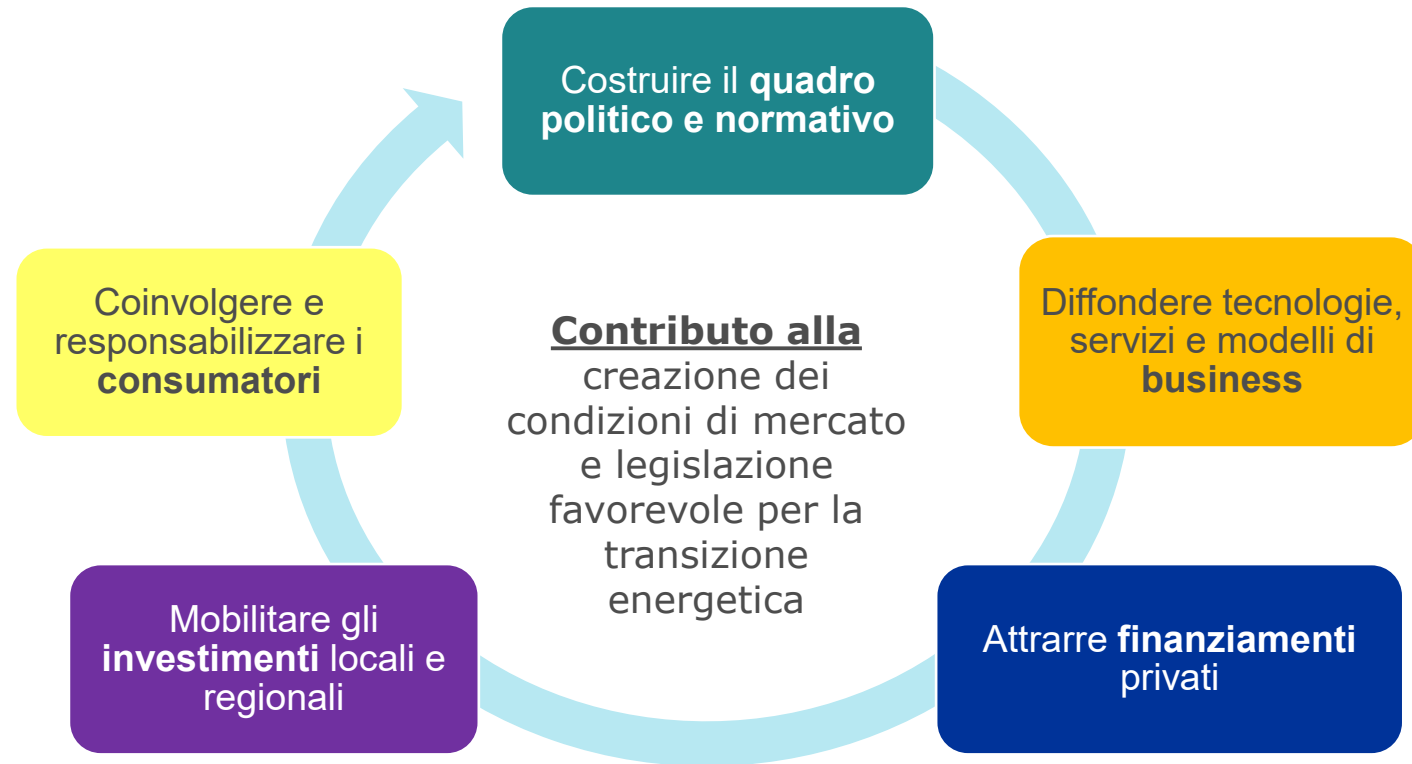 Costruire il quadro
politico e normativo
Diffondere tecnologie,
servizi e modelli di
business
Attrarre finanziamenti
privati
Mobilitare gli
investimenti locali e
regionali
Coinvolgere e
responsabilizzare i
consumatori
Contributo alla
creazione dei
condizioni di mercato
e legislazione
favorevole per la
transizione
energetica